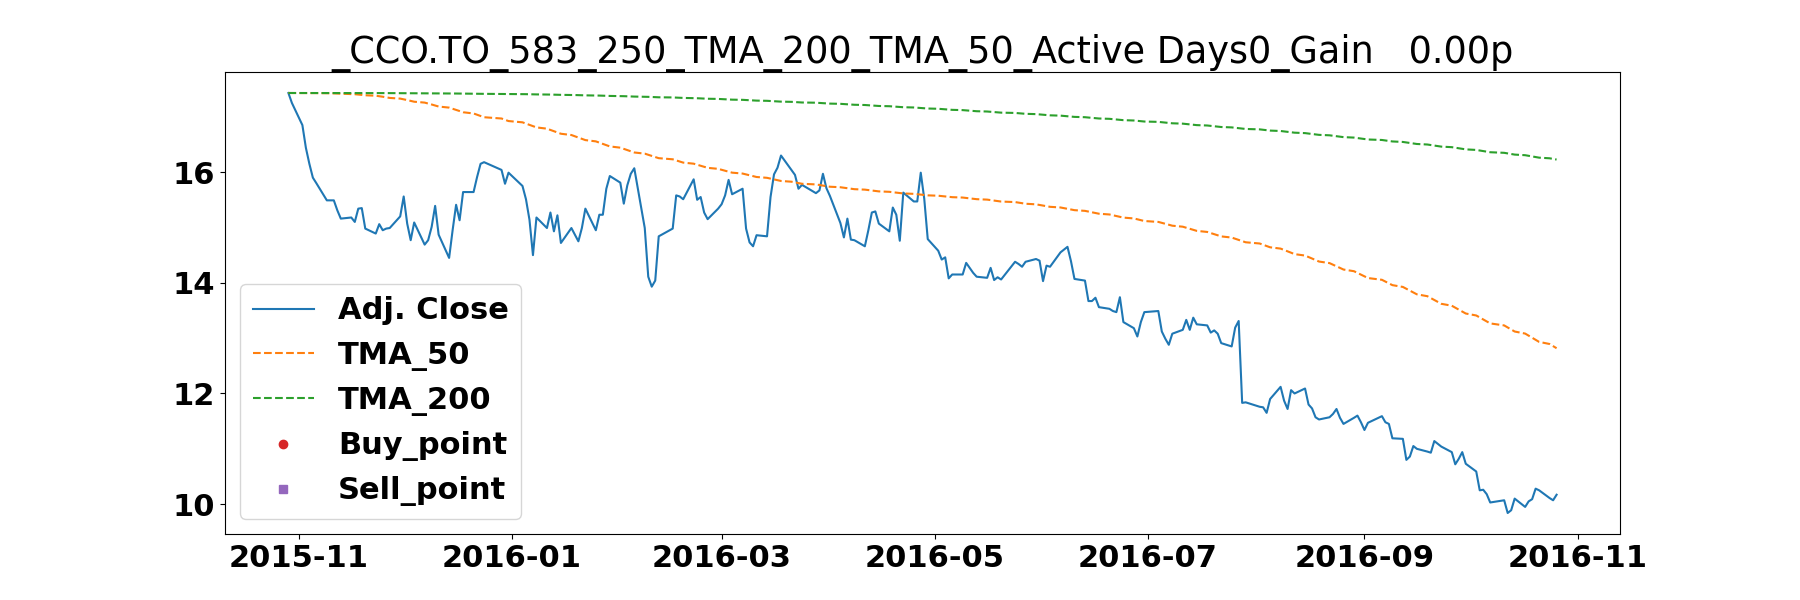 _CCO.TO_583_250_TMA_200_TMA_50_Active Days0_Gain   0.00p
16
14
12
10
Adj. Close
TMA_50
TMA_200
Buy_point
Sell_point
2015-11 2016-01 2016-03 2016-05 2016-07 2016-09 2016-11